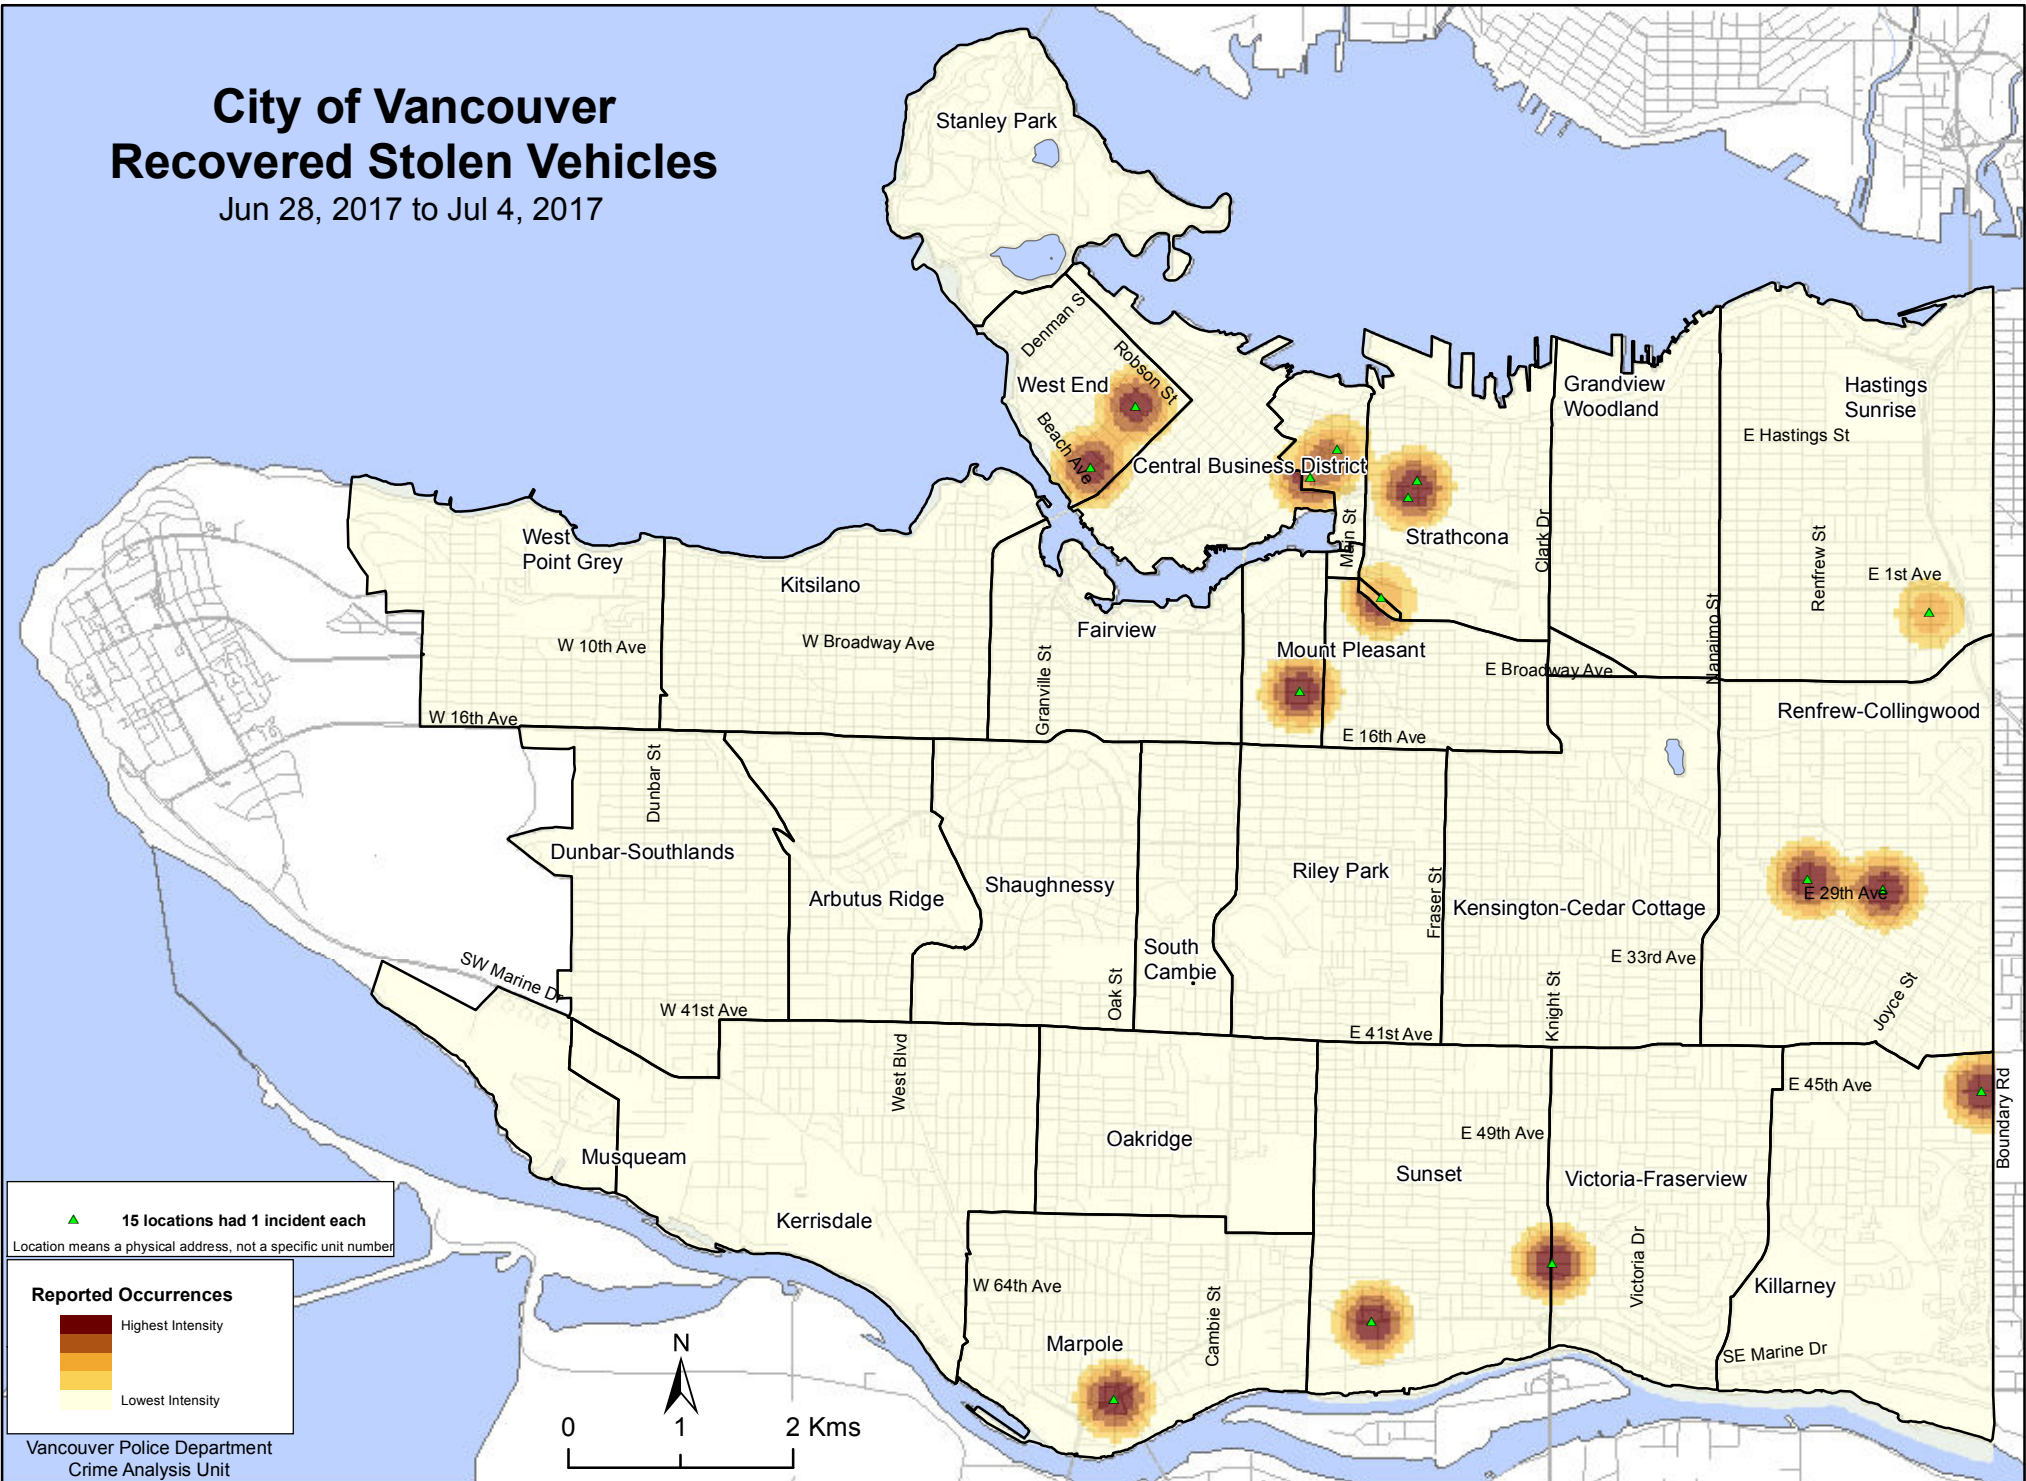 City of Vancouver
Recovered Stolen Vehicles
Jun 28, 2017 to Jul 4, 2017
Stanley Park
Denman S
Robson St
West End
Beach Ave
Central Business District
Grandview
Woodland
Hastings
Sunrise
E Hastings St
Main St
Strathcona
Clark Dr
Renfrew St
E 1st Ave
Nanaimo St
West
Point Grey
Kitsilano
W 10th Ave
W Broadway Ave
Fairview
Granville St
Mount Pleasant
E Broadway Ave
W 16th Ave
E 16th Ave
Renfrew-Collingwood
Dunbar St
Dunbar-Southlands
Arbutus Ridge
Shaughnessy
Riley Park
Fraser St
Kensington-Cedar Cottage
E 29th Ave
South
Cambie
E 33rd Ave
SW Marine Dr
W 41st Ave
Oak St
E 41st Ave
Knight St
Joyce St
West Blvd
E 45th Ave
Boundary Rd
Oakridge
E 49th Ave
Musqueam
Sunset
Victoria-Fraserview
Kerrisdale
W 64th Ave
Victoria Dr
Killarney
Marpole
Cambie St
SE Marine Dr
15 locations had 1 incident each
Location means a physical address, not a specific unit number
Reported Occurrences
Highest Intensity
Lowest Intensity
N
0 1 2 Kms
Vancouver Police Department
Crime Analysis Unit